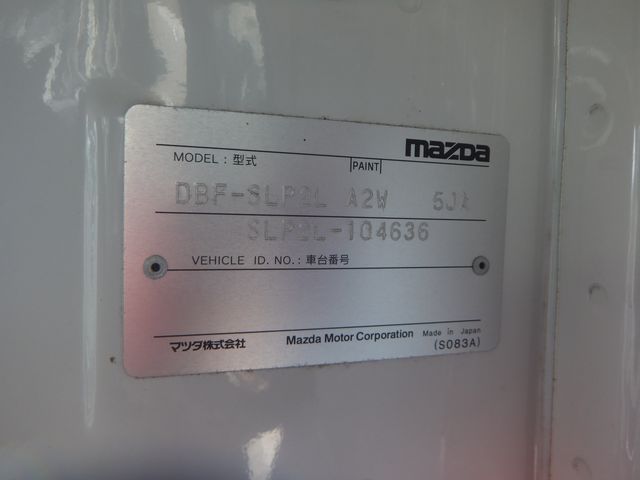 mazda
MODEL : 型式 PAINT
DBF-SLP2L A2W 5JA
SLP2L-104636
VEHICLE ID. NO. : 車台番号
マツダ株式会社 Mazda Motor Corporation Made in Japan
(S083A)